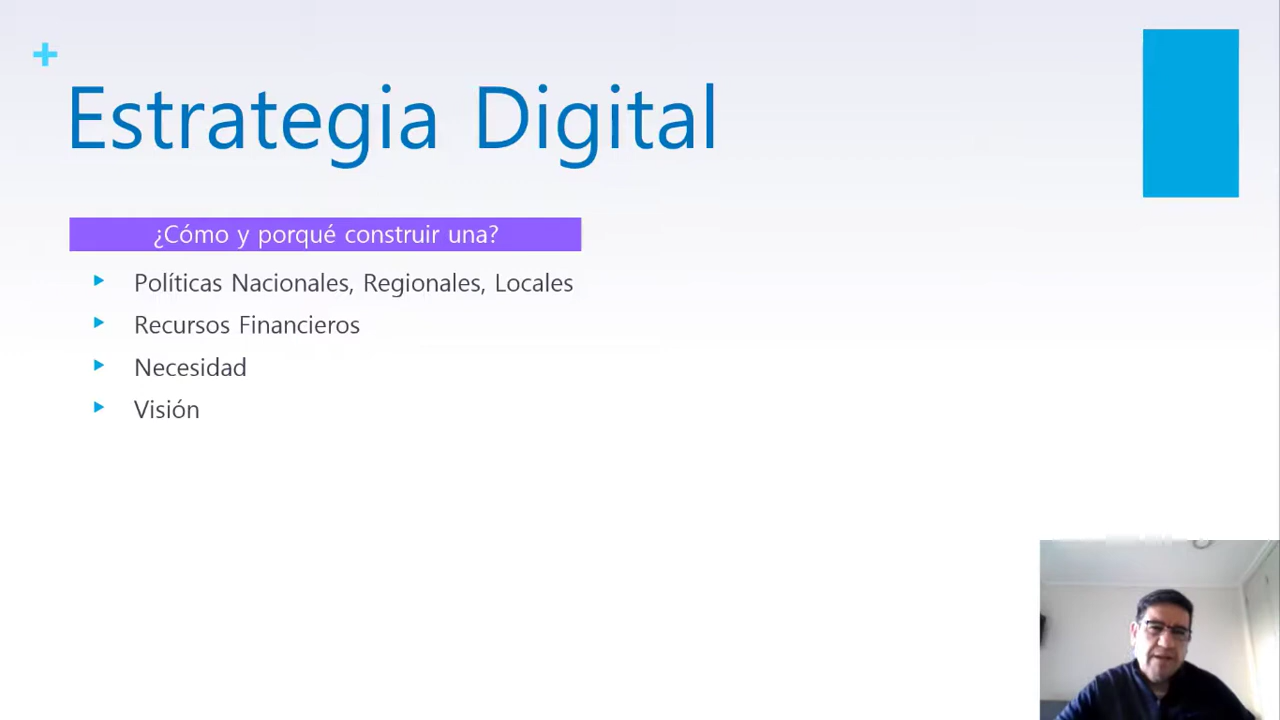 Estrategia Digital
¿Cómo y porqué construir una?
Políticas Nacionales, Regionales, Locales
Recursos Financieros
Necesidad
Visión